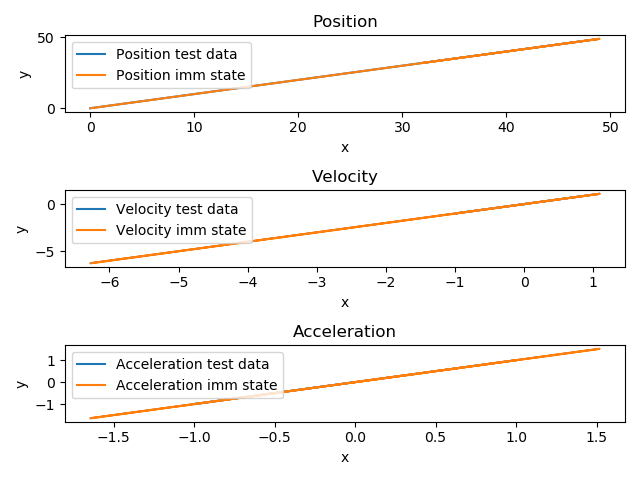 Position
50
0
y
Position test data
Position imm state
0 10 20 30 40 50
x
Velocity
0
−5
y
Velocity test data
Velocity imm state
−6 −5 −4 −3 −2 −1 0 1
x
Acceleration
1
0
−1
y
Acceleration test data
Acceleration imm state
−1.5 −1.0 −0.5 0.0 0.5 1.0 1.5
x